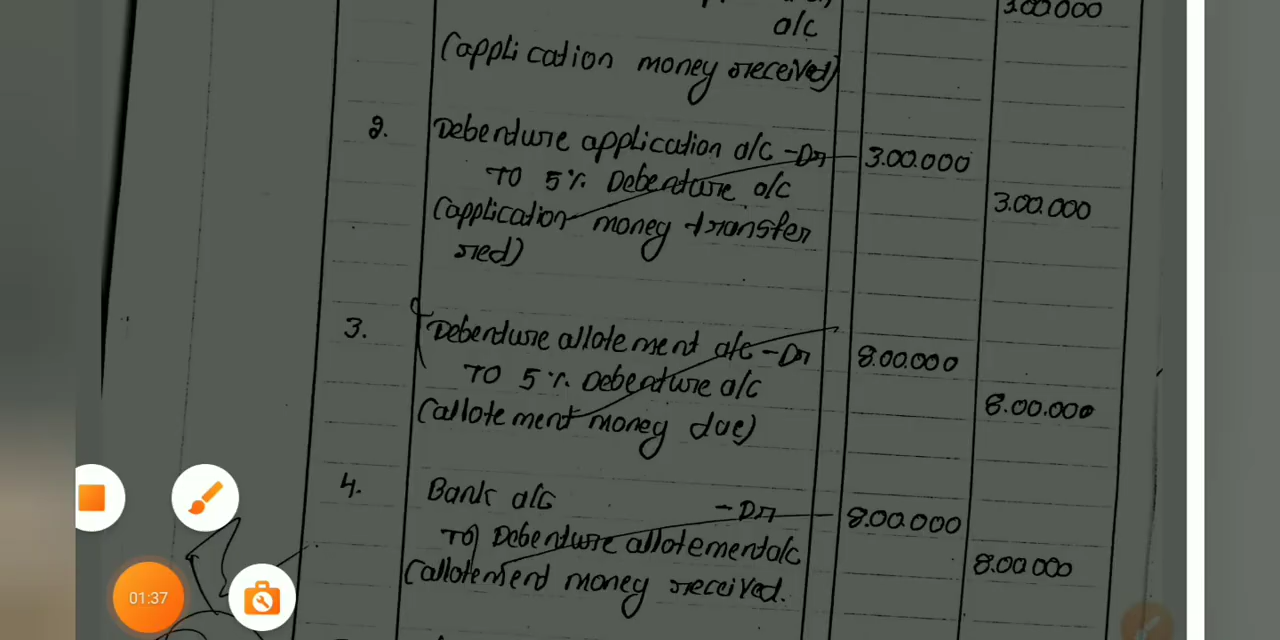 3.00.000
a/c
(application money received)
2. Debenture application a/c - Dr 3.00.000
To 5% Debenture a/c 3.00.000
(application money transfer
red)
3. Debenture allotement a/c - Dr 8.00.000
To 5% Debenture a/c 8.00.000
(allotement money due)
4. Bank a/c - Dr 8.00.000
To Debenture allotement a/c 8.00.000
(allotement money received.
01:37